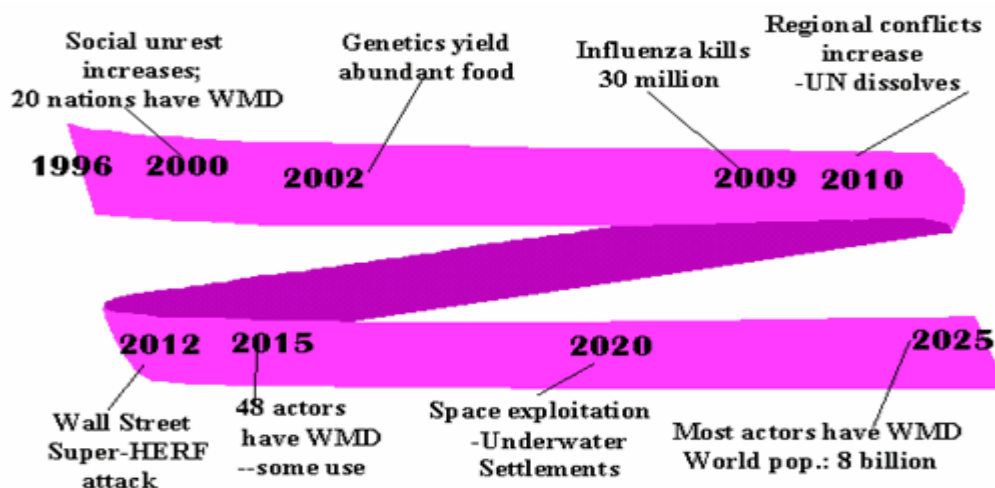 Social unrest
increases;
20 nations have WMD
Genetics yield
abundant food
Influenza kills
30 million
Regional conflicts
increase
-UN dissolves
1996
2000
2002
2009
2010
2012
2015
2020
2025
Wall Street
Super-HERF
attack
48 actors
have WMD
--some use
Space exploitation
-Underwater
Settlements
Most actors have WMD
World pop.: 8 billion